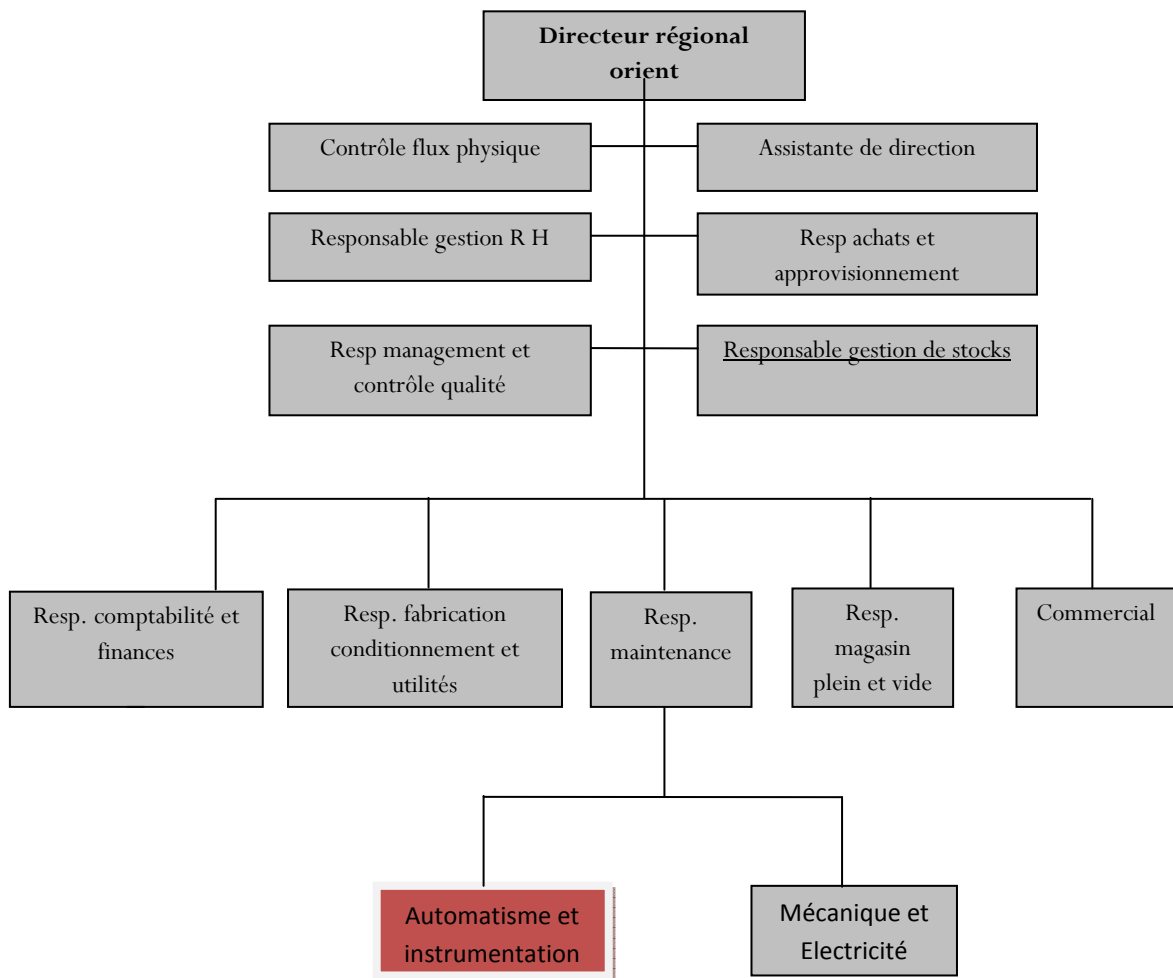 Directeur régional
orient
Contrôle flux physique
Assistante de direction
Responsable gestion R H
Resp achats et
approvisionnement
Resp management et
contrôle qualité
Responsable gestion de stocks
Resp. comptabilité et
finances
Resp. fabrication
conditionnement et
utilités
Resp.
maintenance
Resp.
magasin
plein et vide
Commercial
Automatisme et
instrumentation
Mécanique et
Electricité